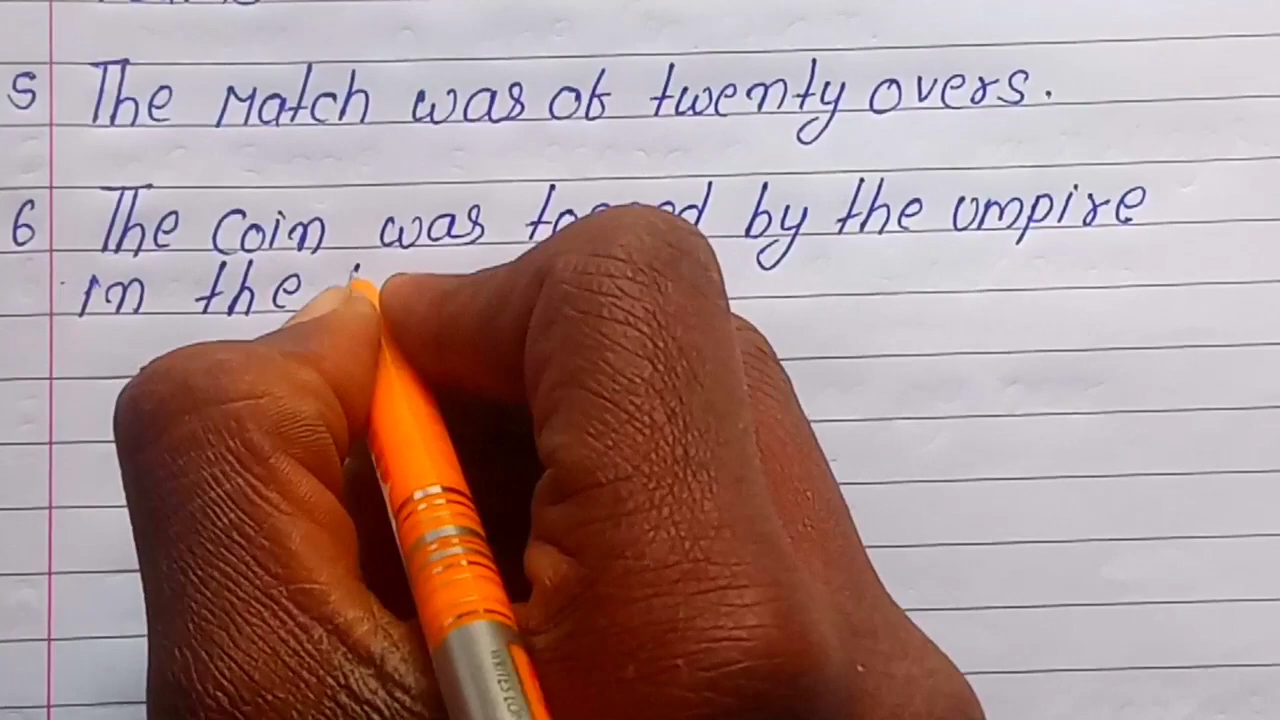 5 The Match was of twenty overs.
6 The Coin was by the umpire
in the